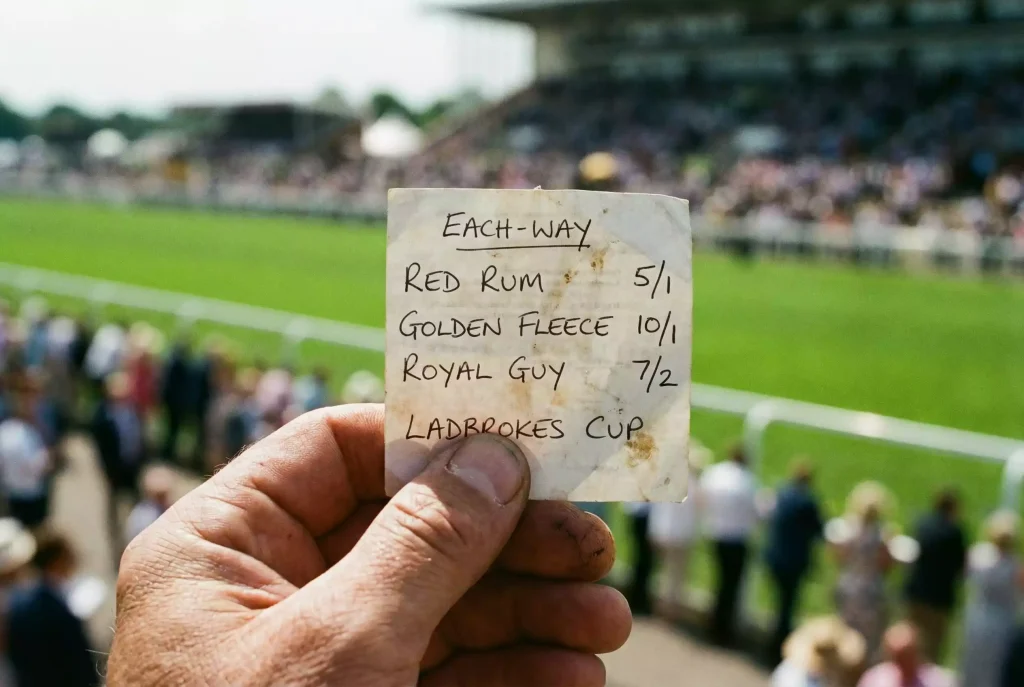 EACH-WAY
RED RUM 5/1
GOLDEN FLEECE 10/1
ROYAL GUY 7/2
LADBROKES CUP